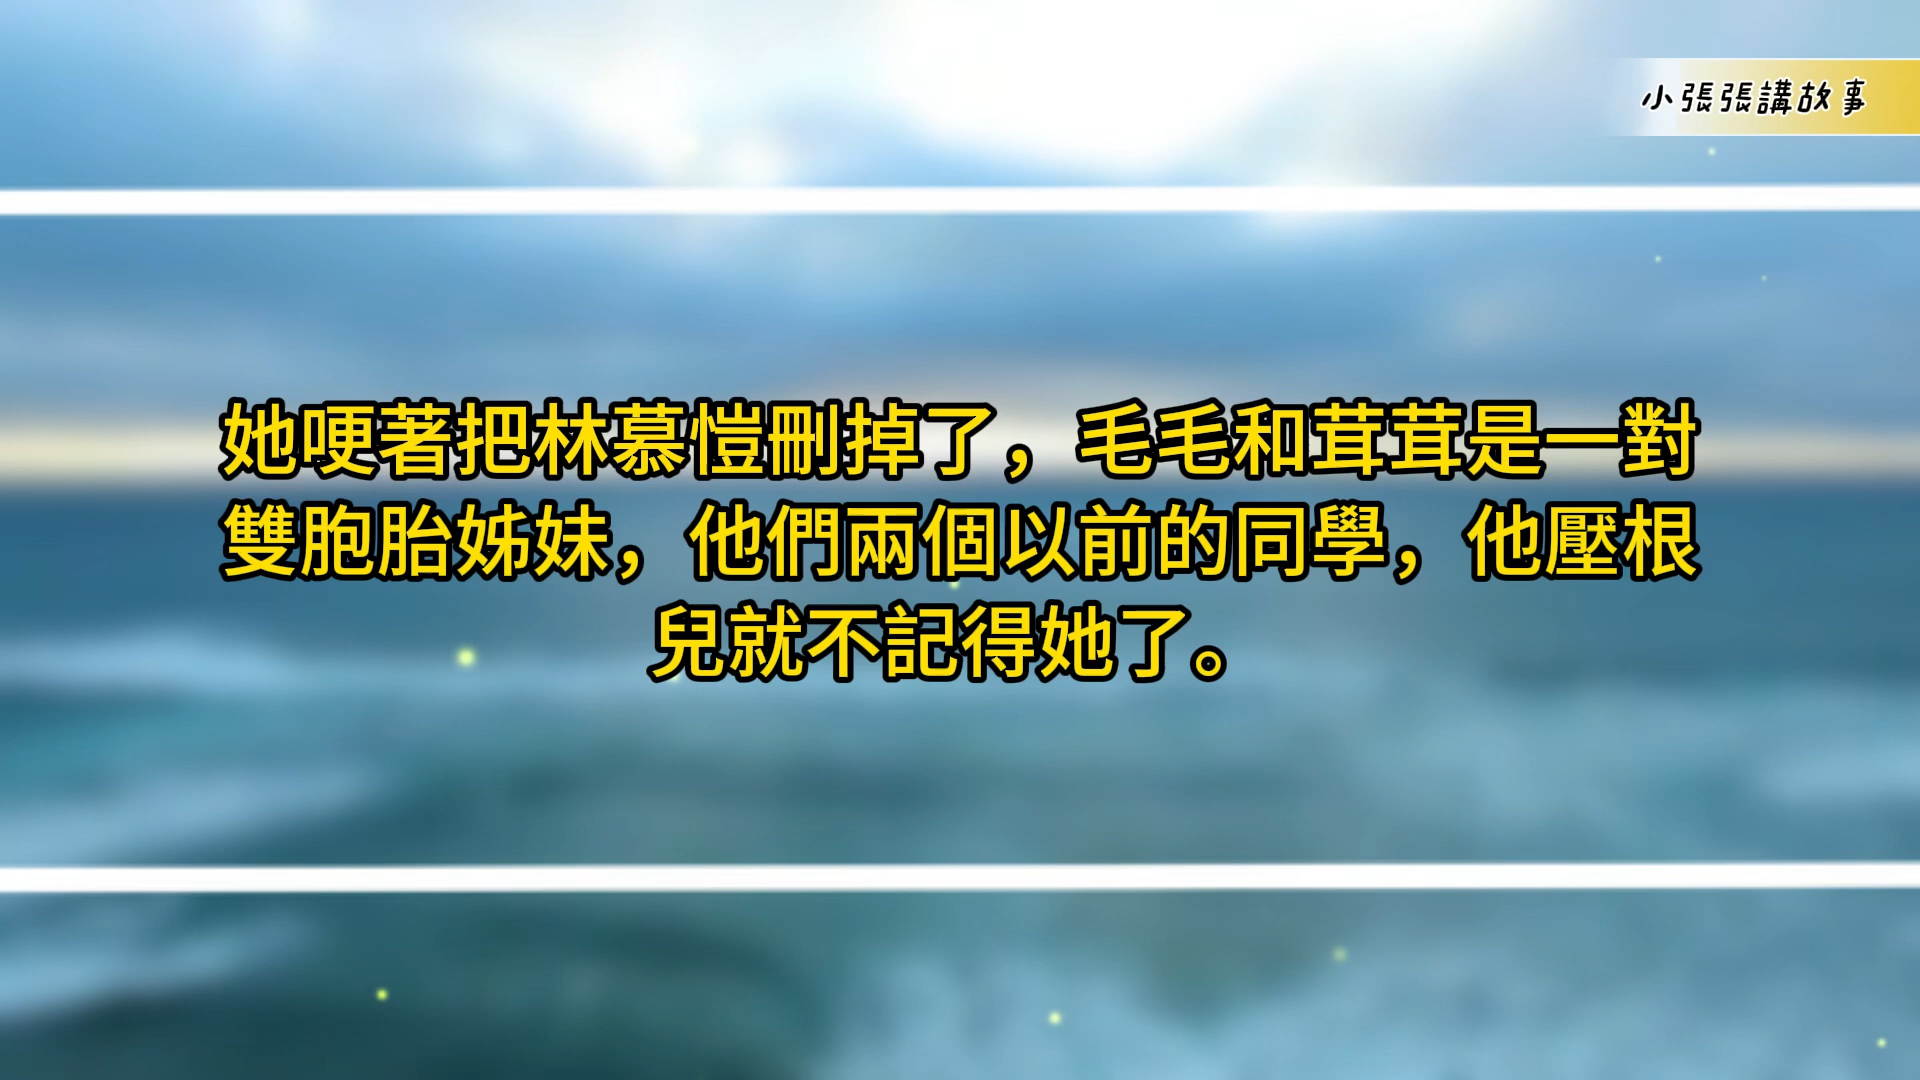 小張張講故事
她哽著把林慕愷刪掉了，毛毛和茸茸是一對
雙胞胎姊妹，他們兩個以前的同學，他壓根
兒就不記得她了。